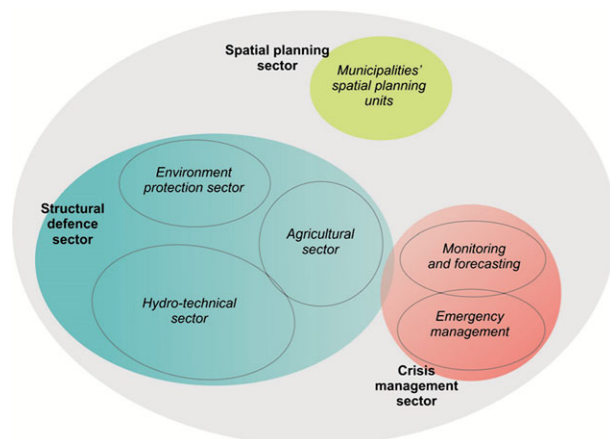 Spatial planning
sector
Municipalities'
spatial planning
units
Environment
protection sector
Structural
defence
sector
Agricultural
sector
Hydro-technical
sector
Monitoring
and forecasting
Emergency
management
Crisis
management
sector